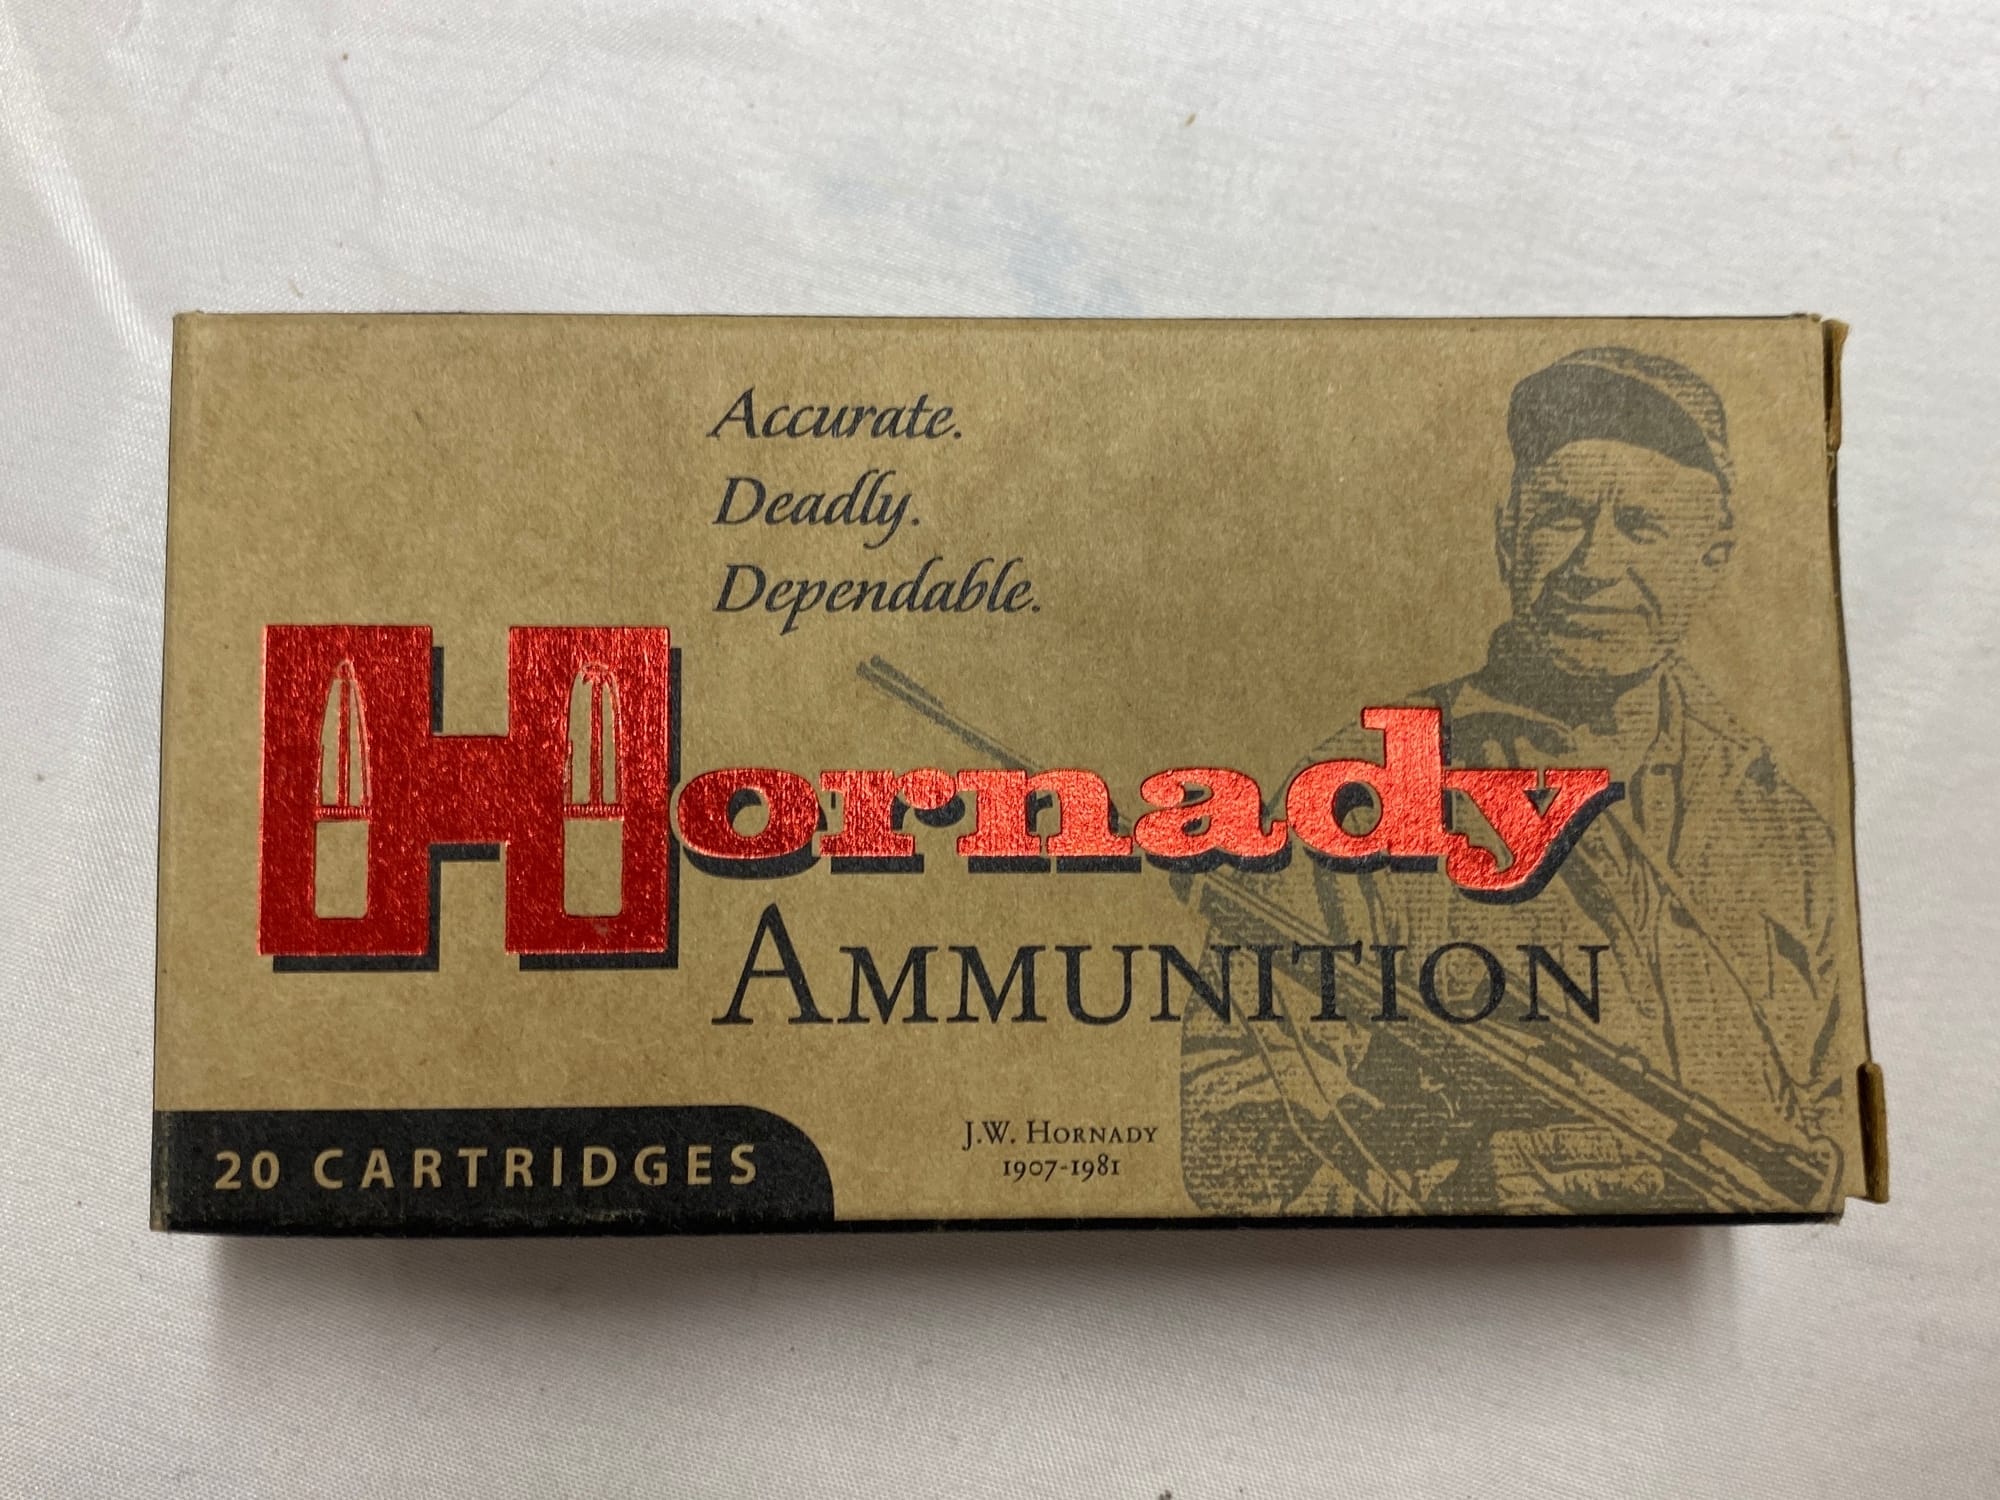 Accurate.
Deadly.
Dependable.
Hornady
AMMUNITION
J.W. HORNADY
1907-1981
20 CARTRIDGES